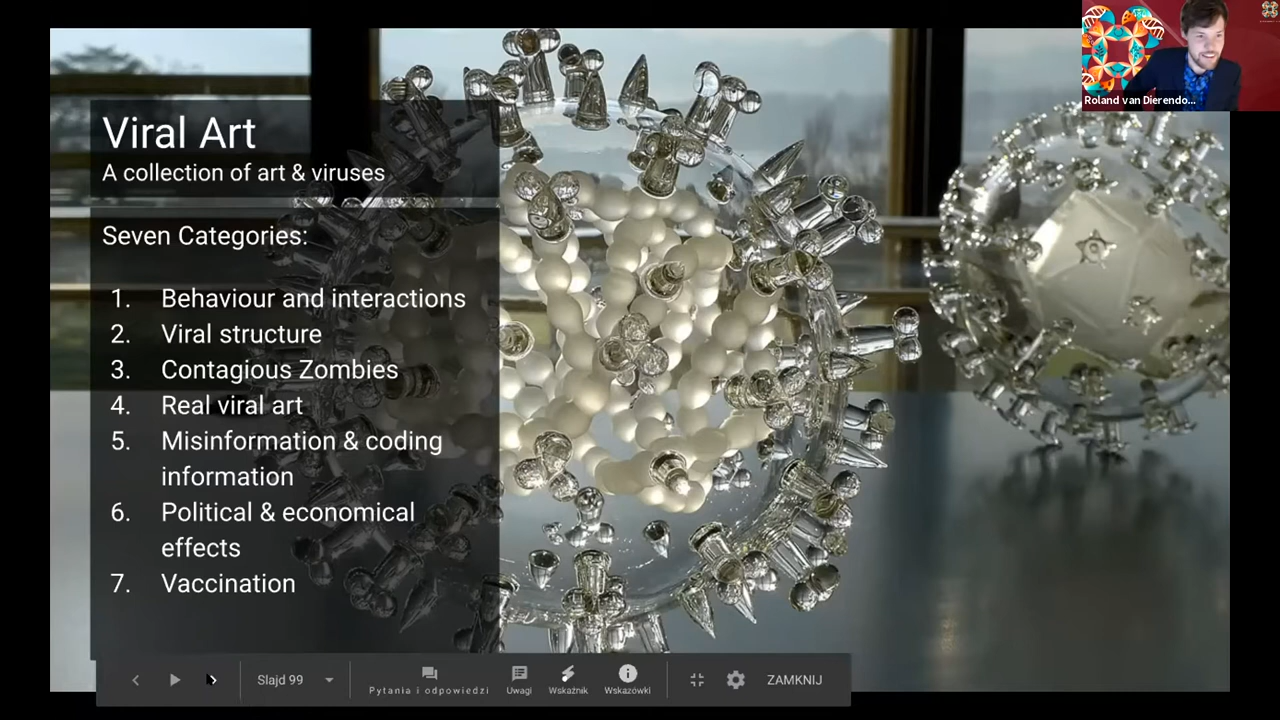 Viral Art
A collection of art & viruses
Seven Categories:
1. Behaviour and interactions
2. Viral structure
3. Contagious Zombies
4. Real viral art
5. Misinformation & coding
information
6. Political & economical
effects
7. Vaccination
Roland van Dierendo...
Slajd 99
Pytania i odpowiedzi
Uwagi
Wskaźnik
Wskazówki
ZAMKNIJ